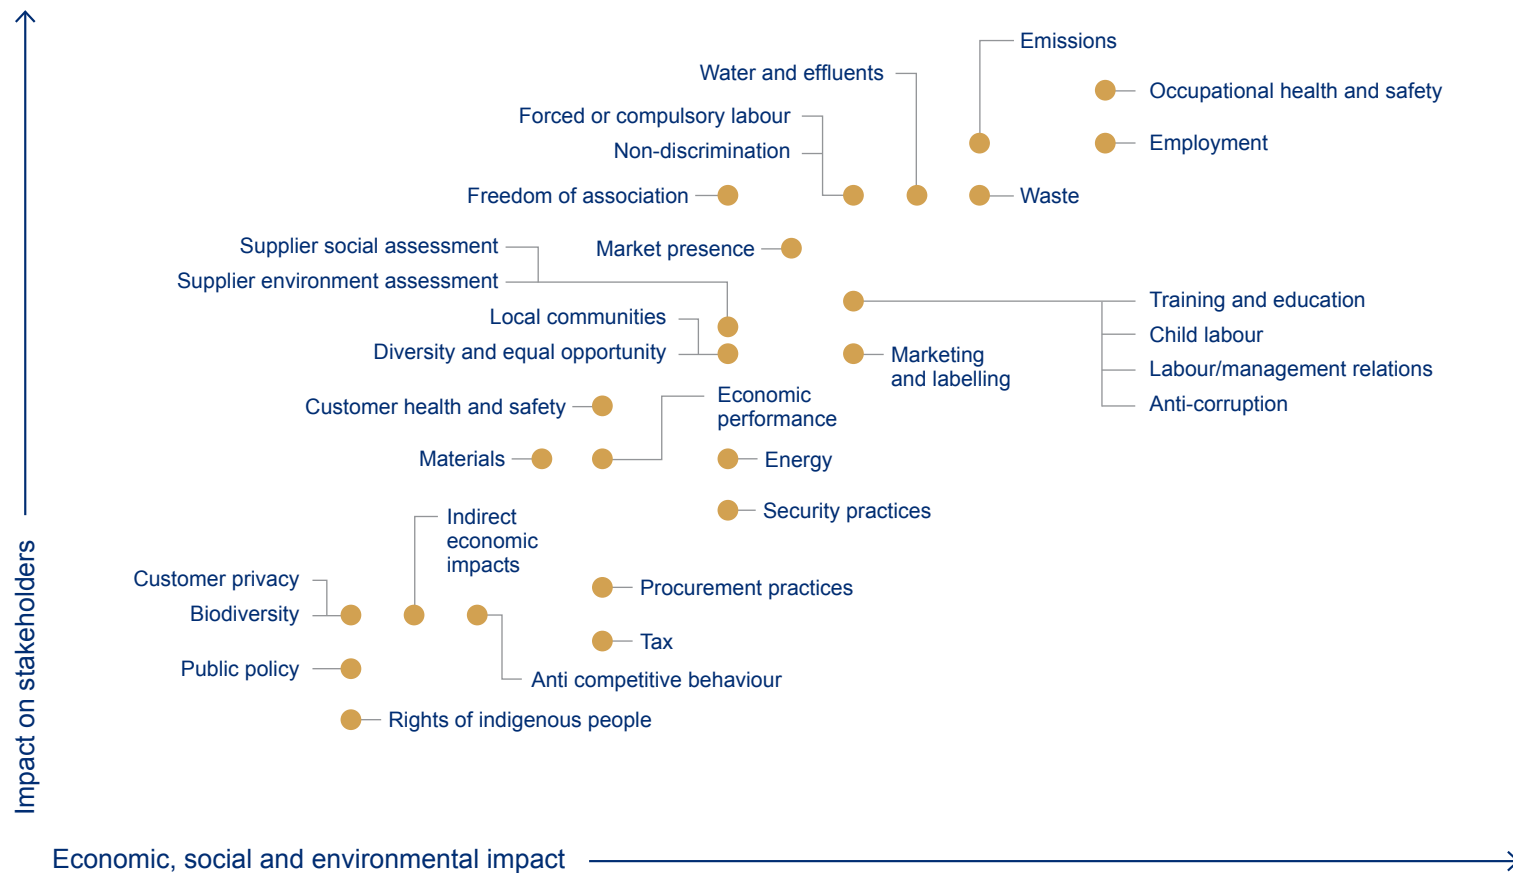 Emissions
Water and effluents
Occupational health and safety
Forced or compulsory labour
Employment
Non-discrimination
Freedom of association
Waste
Supplier social assessment
Market presence
Supplier environment assessment
Training and education
Local communities
Child labour
Diversity and equal opportunity
Marketing
and labelling
Labour/management relations
Economic
performance
Customer health and safety
Anti-corruption
Materials
Energy
Security practices
Indirect
economic
impacts
Customer privacy
Procurement practices
Biodiversity
Tax
Public policy
Anti competitive behaviour
Rights of indigenous people
Impact on stakeholders
Economic, social and environmental impact